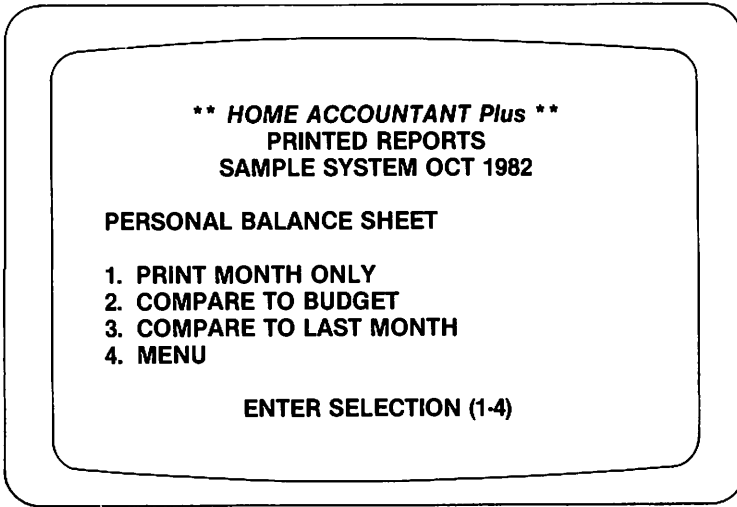 ** HOME ACCOUNTANT Plus **
PRINTED REPORTS
SAMPLE SYSTEM OCT 1982
PERSONAL BALANCE SHEET
1. PRINT MONTH ONLY
2. COMPARE TO BUDGET
3. COMPARE TO LAST MONTH
4. MENU
ENTER SELECTION (1-4)